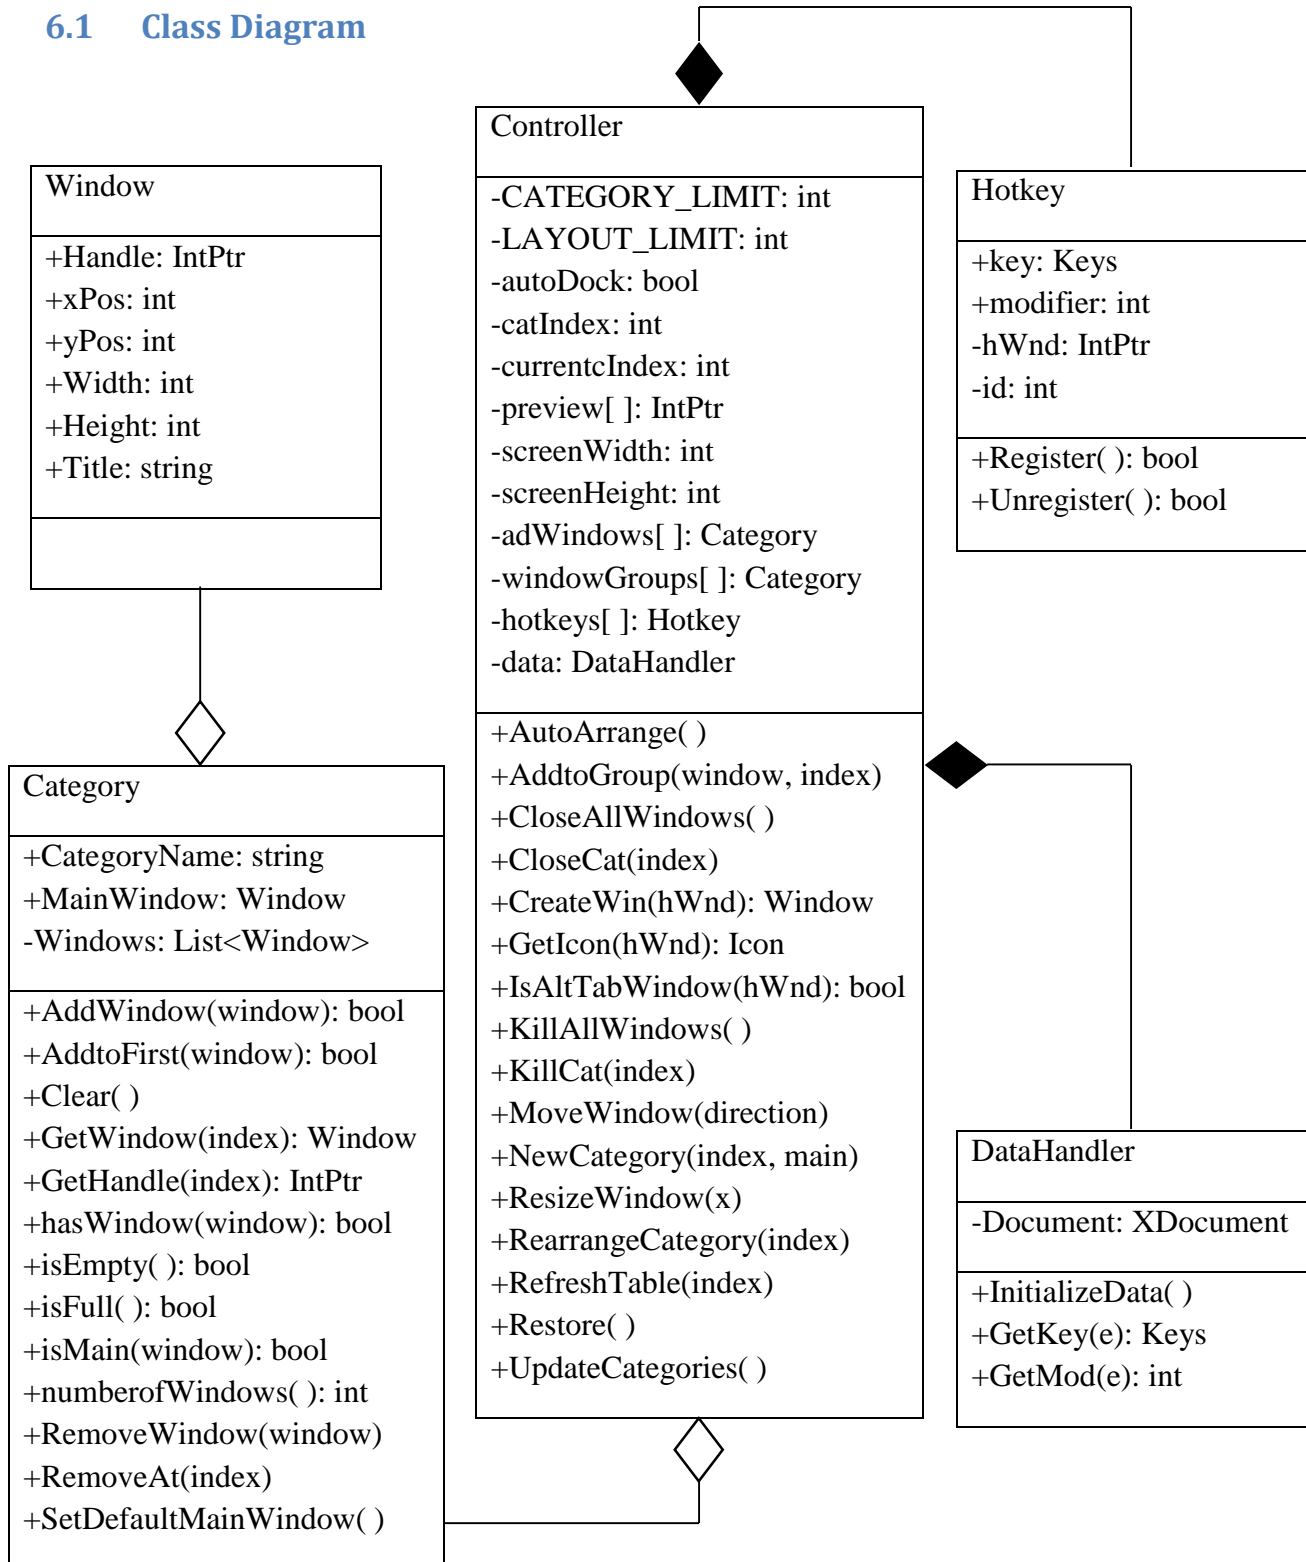 6.1 Class Diagram
Window
+Handle: IntPtr
+xPos: int
+yPos: int
+Width: int
+Height: int
+Title: string
Category
+CategoryName: string
+MainWindow: Window
-Windows: List<Window>
+AddWindow(window): bool
+AddtoFirst(window): bool
+Clear( )
+GetWindow(index): Window
+GetHandle(index): IntPtr
+hasWindow(window): bool
+isEmpty( ): bool
+isFull( ): bool
+isMain(window): bool
+numberofWindows( ): int
+RemoveWindow(window)
+RemoveAt(index)
+SetDefaultMainWindow( )
Controller
-CATEGORY_LIMIT: int
-LAYOUT_LIMIT: int
-autoDock: bool
-catIndex: int
-currentcIndex: int
-preview[ ]: IntPtr
-screenWidth: int
-screenHeight: int
-adWindows[ ]: Category
-windowGroups[ ]: Category
-hotkeys[ ]: Hotkey
-data: DataHandler
+AutoArrange( )
+AddtoGroup(window, index)
+CloseAllWindows( )
+CloseCat(index)
+CreateWin(hWnd): Window
+GetIcon(hWnd): Icon
+IsAltTabWindow(hWnd): bool
+KillAllWindows( )
+KillCat(index)
+MoveWindow(direction)
+NewCategory(index, main)
+ResizeWindow(x)
+RearrangeCategory(index)
+RefreshTable(index)
+Restore( )
+UpdateCategories( )
Hotkey
+key: Keys
+modifier: int
-hWnd: IntPtr
-id: int
+Register( ): bool
+Unregister( ): bool
DataHandler
-Document: XDocument
+InitializeData( )
+GetKey(e): Keys
+GetMod(e): int